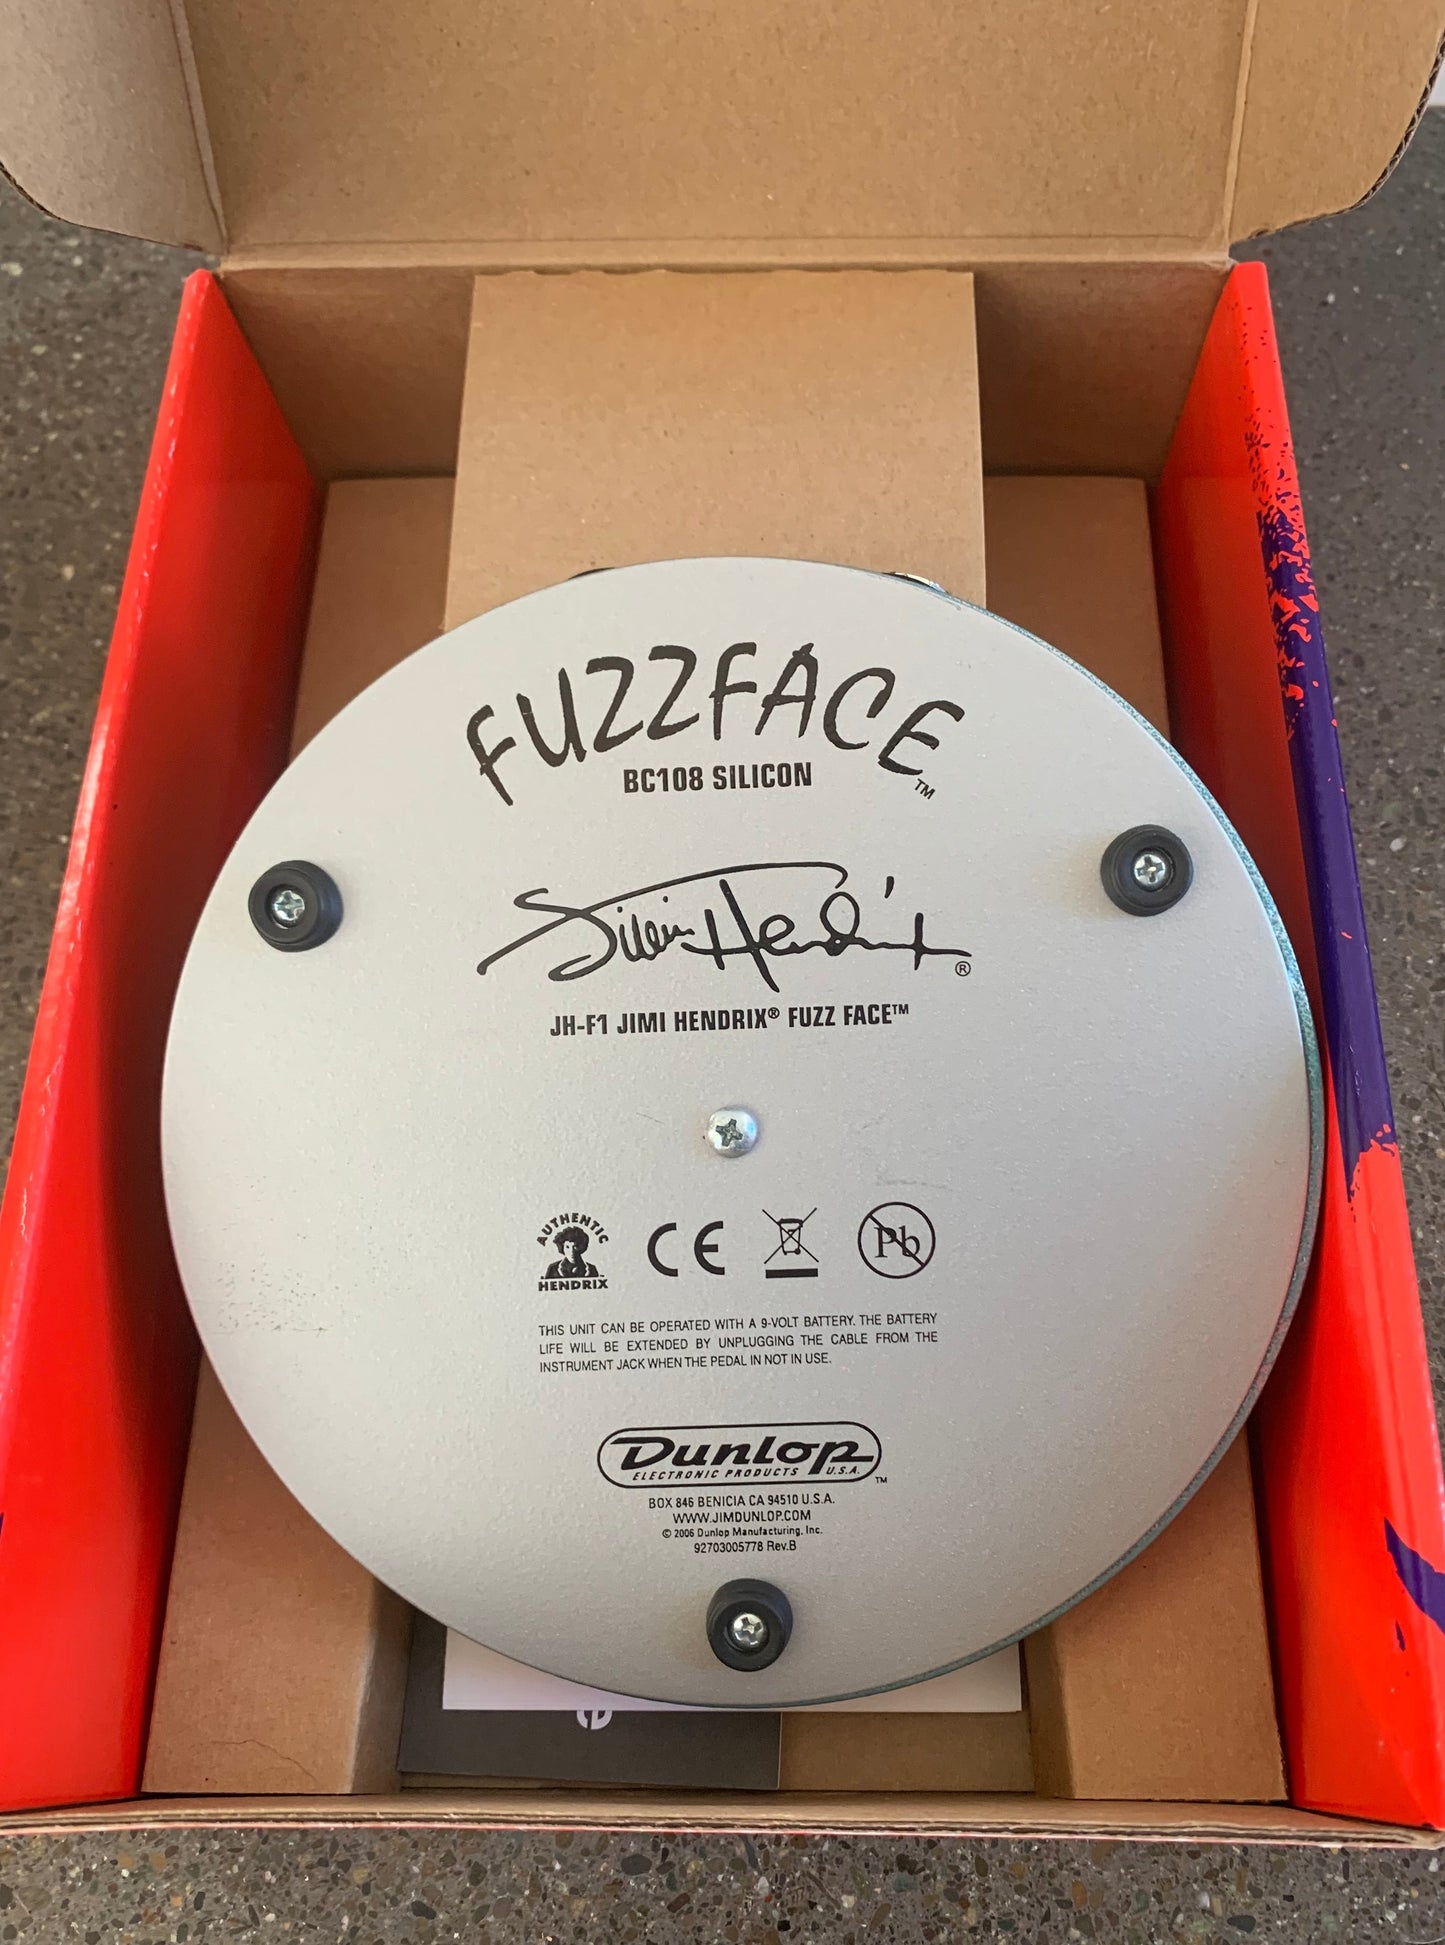 FUZZFACE™
BC108 SILICON
Jimi Hendrix®
JH-F1 JIMI HENDRIX® FUZZ FACE™
AUTHENTIC
HENDRIX
CE
Pb
THIS UNIT CAN BE OPERATED WITH A 9-VOLT BATTERY. THE BATTERY
LIFE WILL BE EXTENDED BY UNPLUGGING THE CABLE FROM THE
INSTRUMENT JACK WHEN THE PEDAL IN NOT IN USE.
DUNLOP
ELECTRONIC PRODUCTS U.S.A.™
BOX 846 BENICIA CA 94510 U.S.A.
WWW.JIMDUNLOP.COM
© 2006 Dunlop Manufacturing, Inc.
92703005778 Rev.B